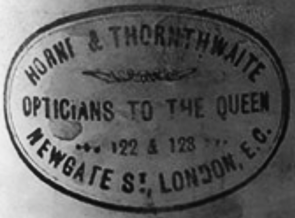 HORNE & THORNTHWAITE
OPTICIANS TO THE QUEEN
122 & 123
NEWGATE ST, LONDON, E.C.